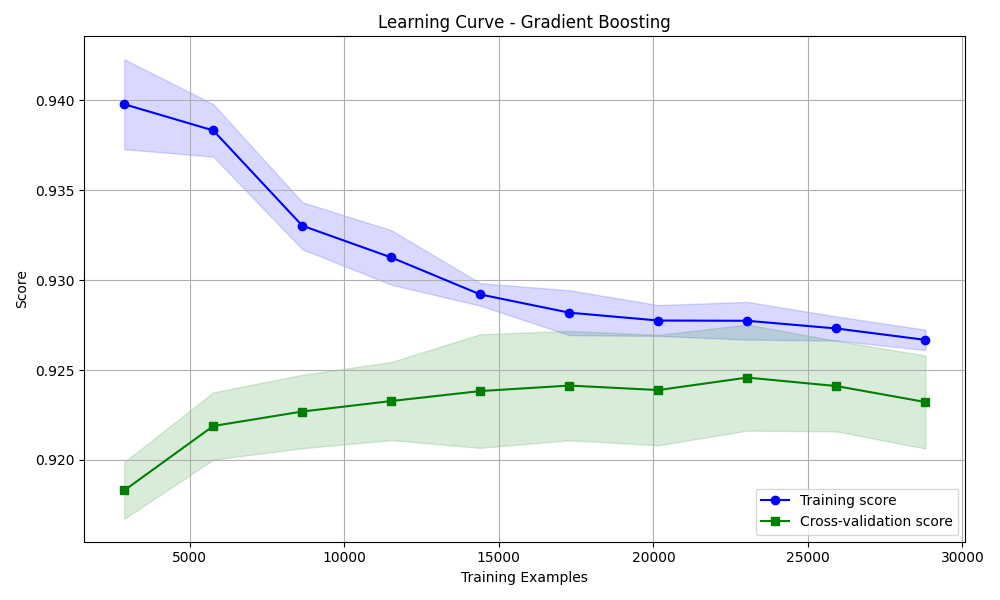 Learning Curve - Gradient Boosting
Score
0.940
0.935
0.930
0.925
0.920
5000 10000 15000 20000 25000 30000
Training Examples
Training score
Cross-validation score